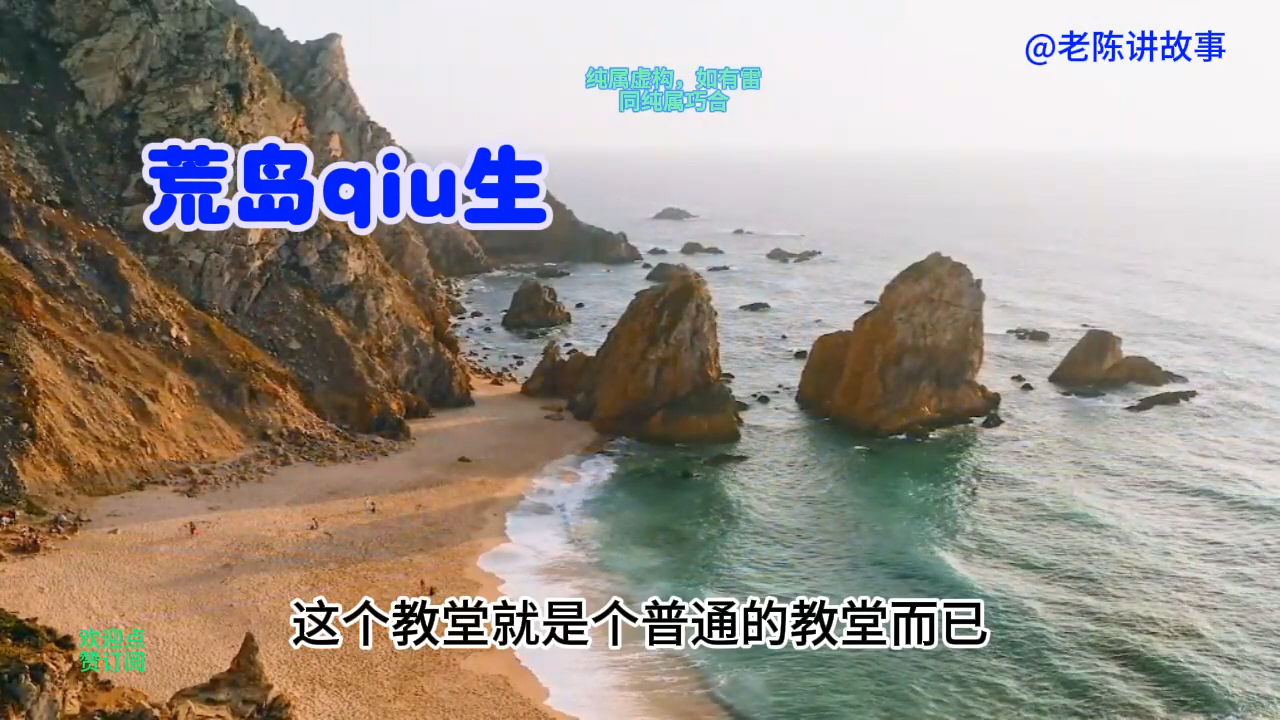 @老陈讲故事
纯属虚构，如有雷
同纯属巧合
荒岛qiu生
这个教堂就是个普通的教堂而已
欢迎点
赞订阅